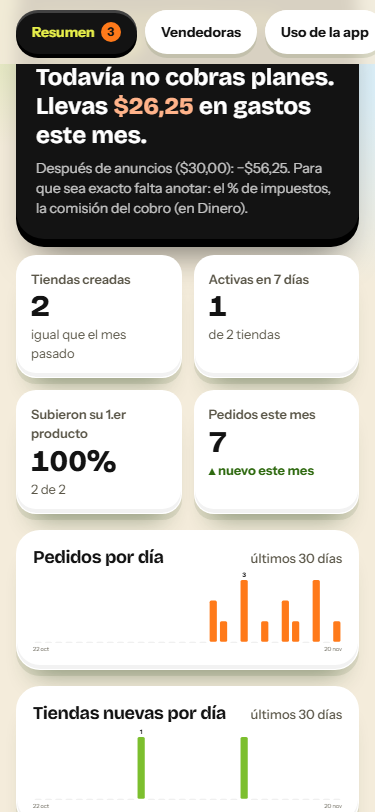 Resumen 3 Vendedoras Uso de la app
Todavía no cobras planes.
Llevas $26,25 en gastos
este mes.
Después de anuncios ($30,00): −$56,25. Para
que sea exacto falta anotar: el % de impuestos,
la comisión del cobro (en Dinero).
Tiendas creadas
2
igual que el mes
pasado
Activas en 7 días
1
de 2 tiendas
Subieron su 1.er
producto
100%
2 de 2
Pedidos este mes
7
▲nuevo este mes
Pedidos por día últimos 30 días
3
22 oct 20 nov
Tiendas nuevas por día últimos 30 días
1
22 oct 20 nov